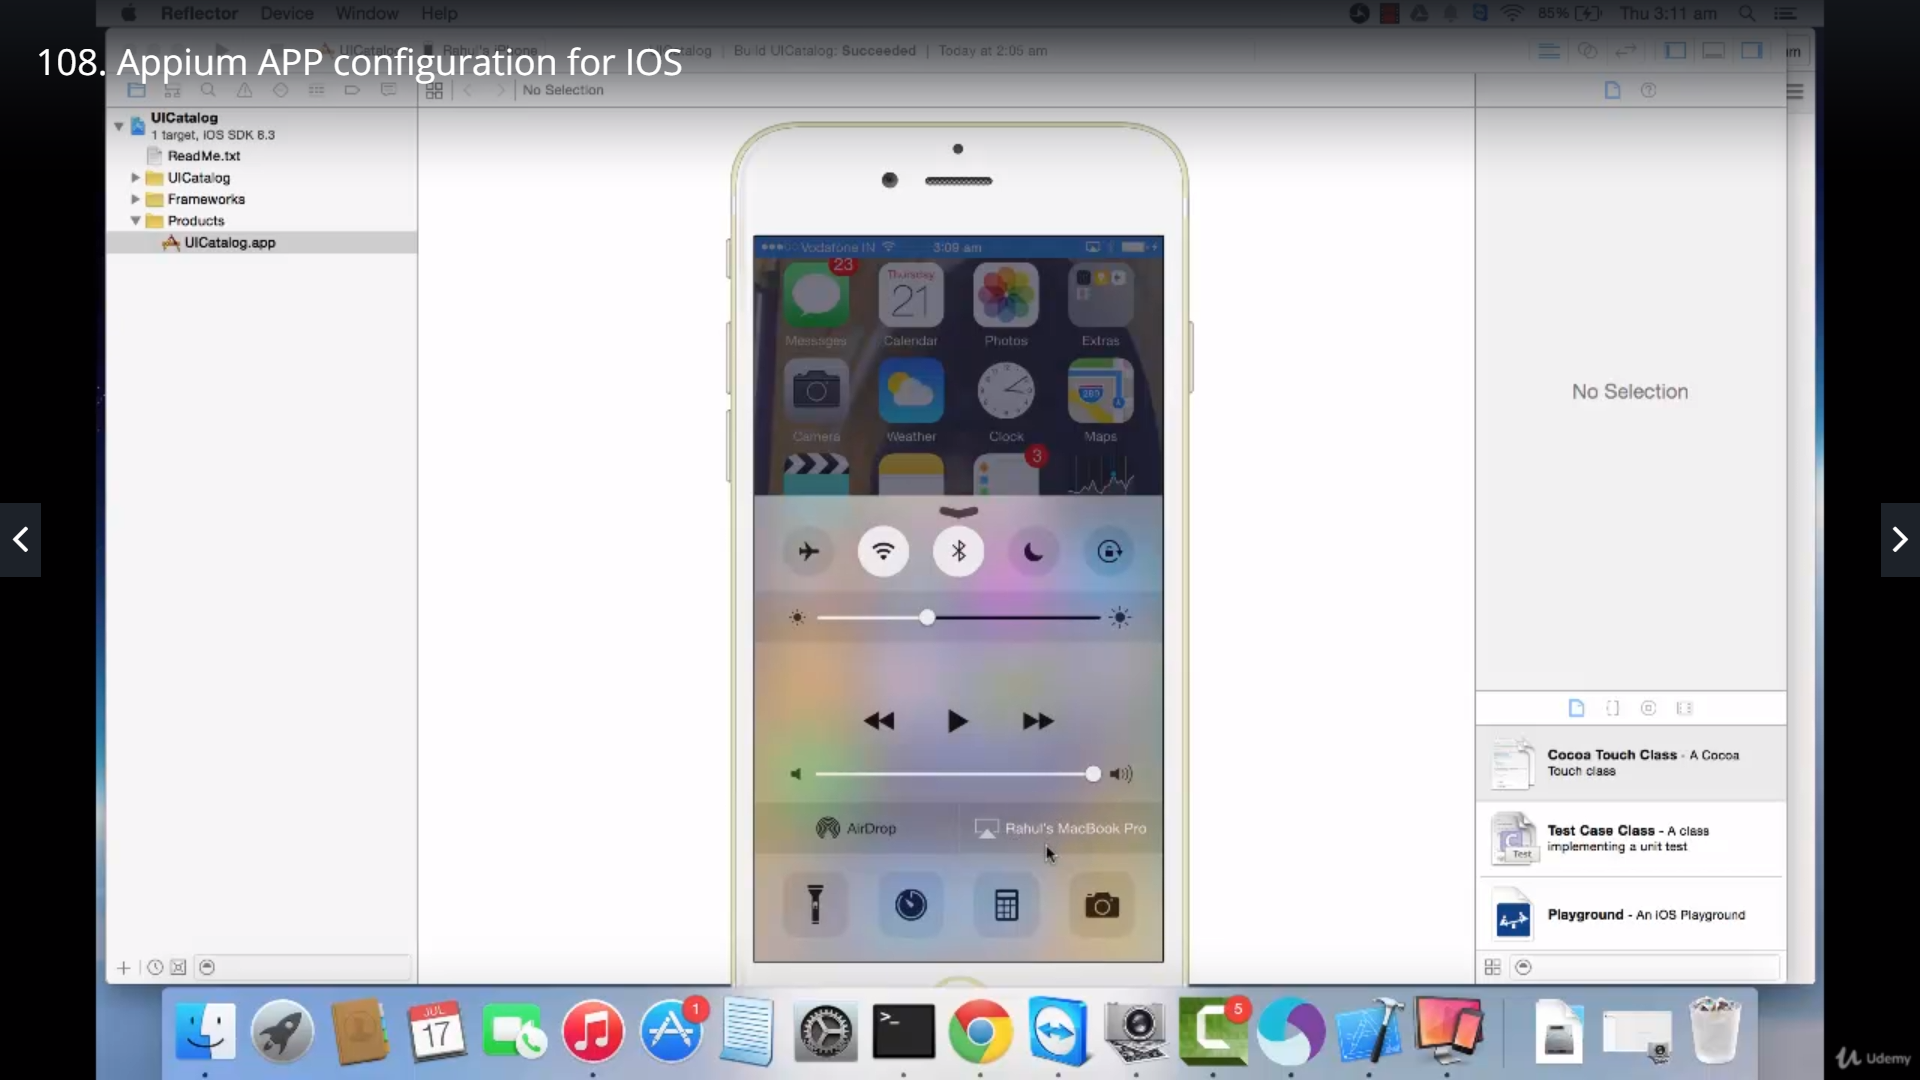 Reflector Device Window Help
85% Thu 3:11 am
108. Appium APP configuration for IOS
Build UICatalog: Succeeded | Today at 2:05 am
No Selection
UICatalog
1 target, iOS SDK 8.3
ReadMe.txt
UICatalog
Frameworks
Products
UICatalog.app
Vodafone IN 3:09 am
23
Thursday
21
Messages Calendar Photos Extras
280
Camera Weather Clock Maps
3
AirDrop Rahul's MacBook Pro
No Selection
Cocoa Touch Class - A Cocoa
Touch class
Test Case Class - A class
implementing a unit test
Test
Playground - An iOS Playground
JUL
17
1
>_
5
Udemy